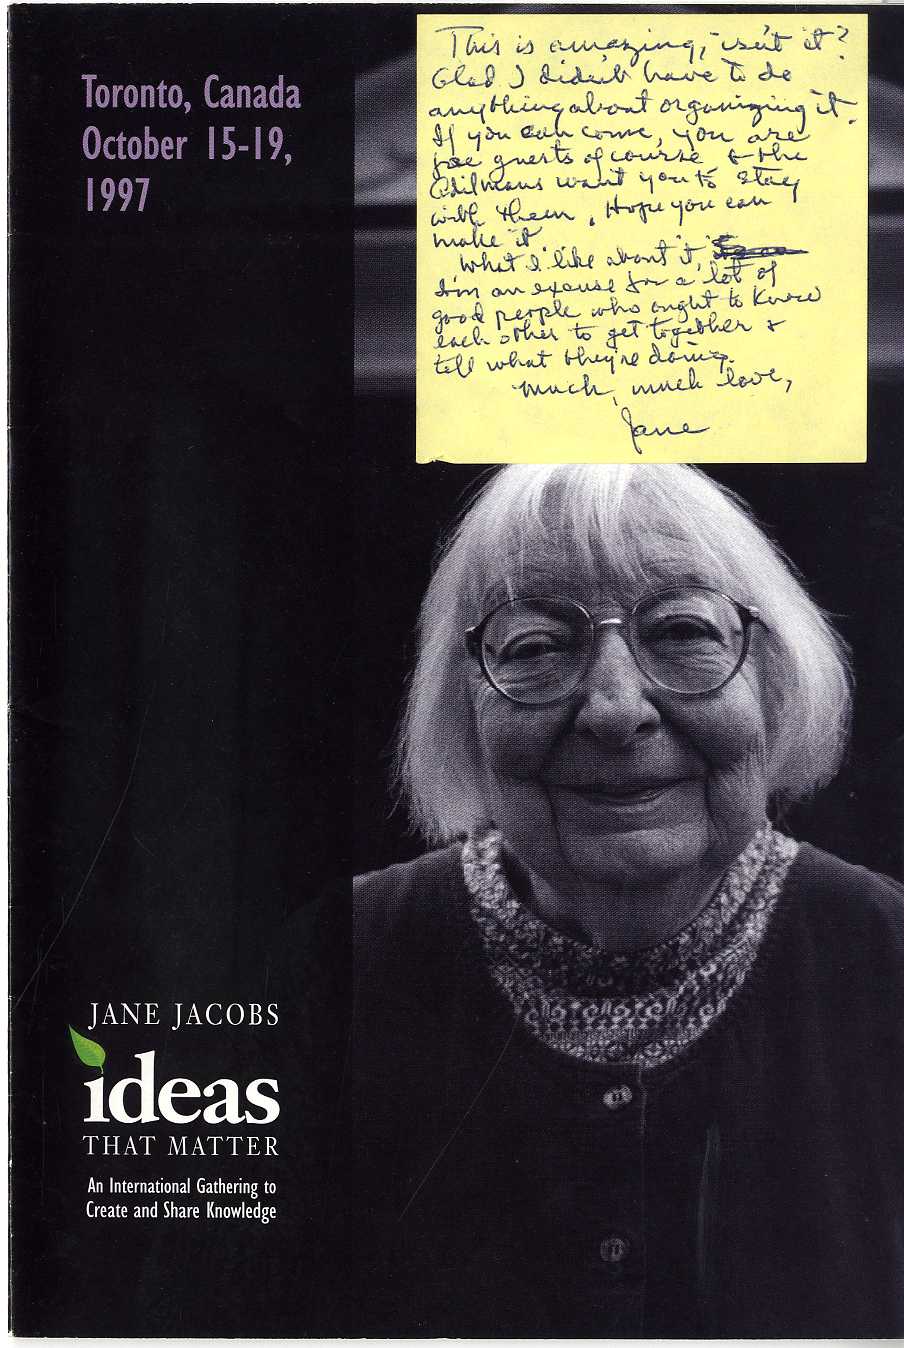 Toronto, Canada
October 15-19,
1997
This is amazing, isn't it?
Glad I didn't have to do
anything about organizing it.
If you can come, you are
free guests of course & the
Adilmans want you to stay
with them. Hope you can
make it
What I like about it,
I'm an excuse for a lot of
good people who ought to know
each other to get together &
tell what they're doing.
Much, much love,
Jane
JANE JACOBS
ideas
THAT MATTER
An International Gathering to
Create and Share Knowledge